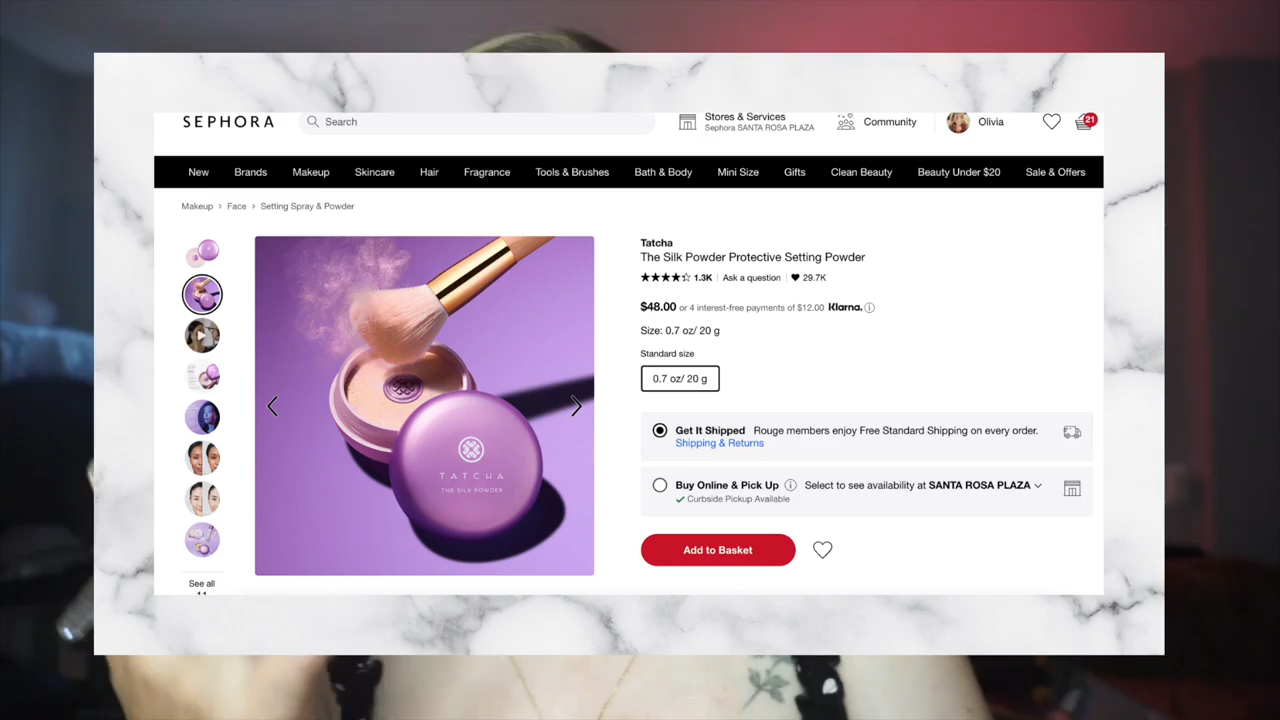 SEPHORA
Search
Stores & Services
Sephora SANTA ROSA PLAZA
Community
Olivia
21
New Brands Makeup Skincare Hair Fragrance Tools & Brushes Bath & Body Mini Size Gifts Clean Beauty Beauty Under $20 Sale & Offers
Makeup > Face > Setting Spray & Powder
TATCHA
THE SILK POWDER
See all
11
Tatcha
The Silk Powder Protective Setting Powder
1.3K | Ask a question | 29.7K
$48.00 or 4 interest-free payments of $12.00 Klarna.
Size: 0.7 oz/ 20 g
Standard size
0.7 oz/ 20 g
Get It Shipped Rouge members enjoy Free Standard Shipping on every order.
Shipping & Returns
Buy Online & Pick Up Select to see availability at SANTA ROSA PLAZA
Curbside Pickup Available
Add to Basket